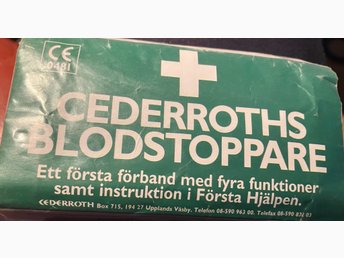 CE
0481
CEDERROTHS
BLODSTOPPARE
Ett första förband med fyra funktioner
samt instruktion i Första Hjälpen.
CEDERROTH Box 715, 194 27 Upplands Väsby. Telefon 08-590 963 00. Telefax 08-590 831 03